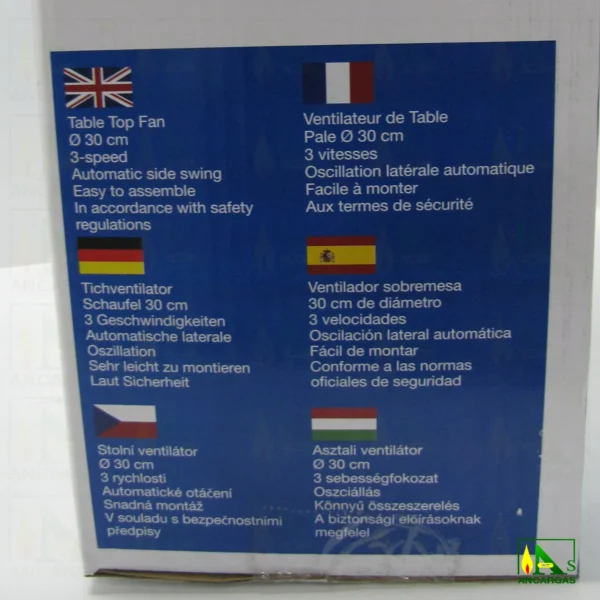 Table Top Fan
Ø 30 cm
3-speed
Automatic side swing
Easy to assemble
In accordance with safety
regulations
Ventilateur de Table
Pale Ø 30 cm
3 vitesses
Oscillation latérale automatique
Facile à monter
Aux termes de sécurité
Tichventilator
Schaufel 30 cm
3 Geschwindigkeiten
Automatische laterale
Oszillation
Sehr leicht zu montieren
Laut Sicherheit
Ventilador sobremesa
30 cm de diámetro
3 velocidades
Oscilación lateral automática
Fácil de montar
Conforme a las normas
oficiales de seguridad
Stolní ventilátor
Ø 30 cm
3 rychlosti
Automatické otáčení
Snadná montáž
V souladu s bezpečnostními
předpisy
Asztali ventilátor
Ø 30 cm
3 sebességfokozat
Oszciállás
Könnyű összeszerelés
A biztonsági elóírásoknak
megfelel
AS
ANCARGAS